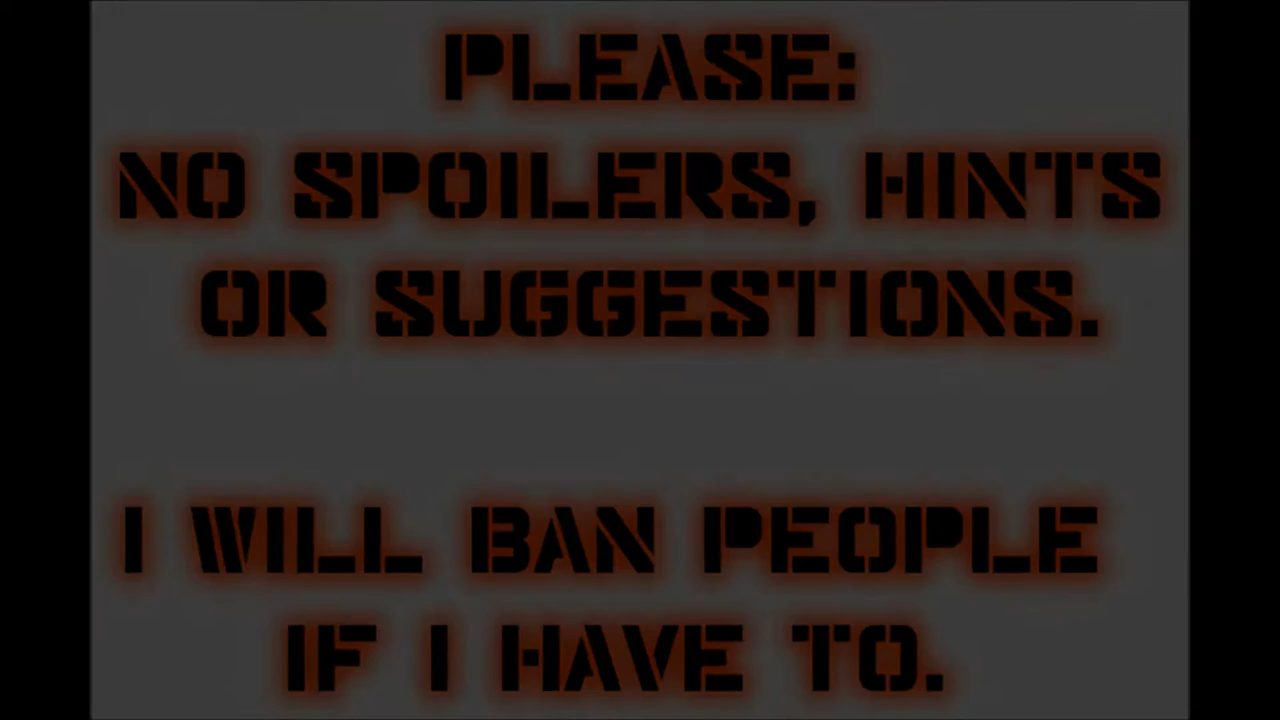 PLEASE:
NO SPOILERS, HINTS
OR SUGGESTIONS.
I WILL BAN PEOPLE
IF I HAVE TO.